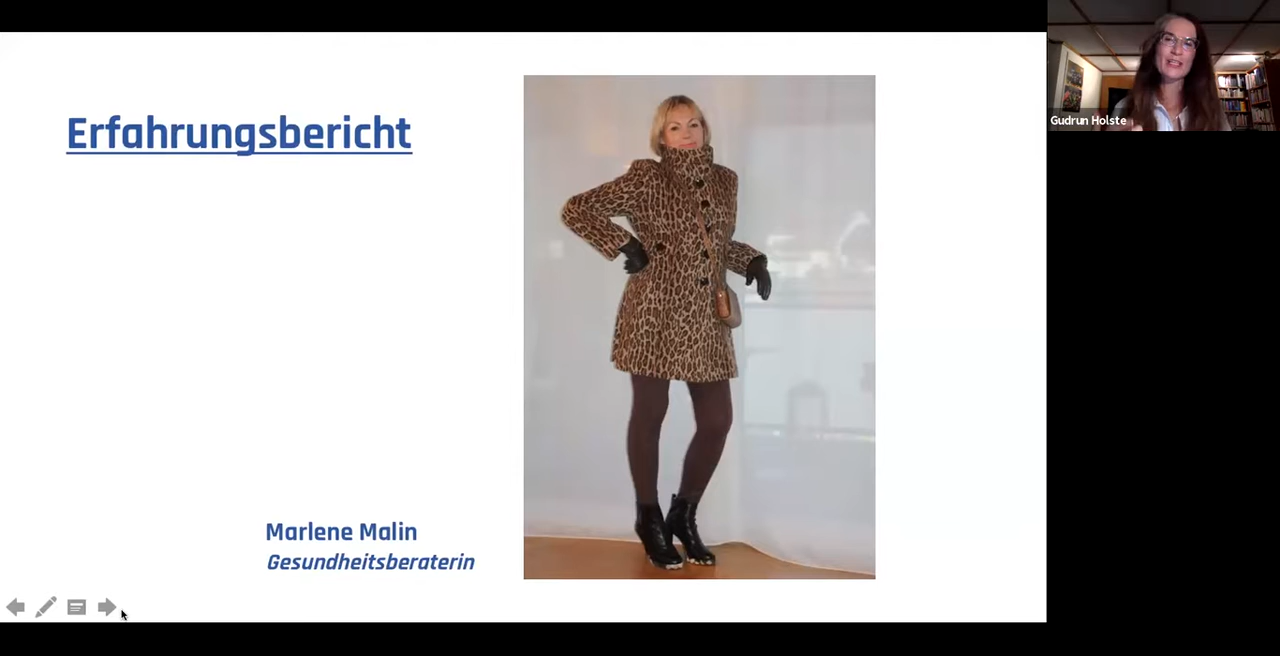 Erfahrungsbericht
Gudrun Holste
Marlene Malin
Gesundheitsberaterin